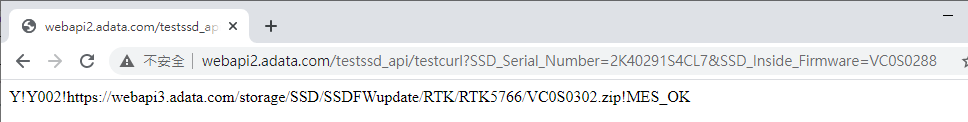 webapi2.adata.com/testssd_ap
不安全
webapi2.adata.com/testssd_api/testcurl?SSD_Serial_Number=2K40291S4CL7&SSD_Inside_Firmware=VC0S0288
Y!Y002!https://webapi3.adata.com/storage/SSD/SSDFWupdate/RTK/RTK5766/VC0S0302.zip!MES_OK